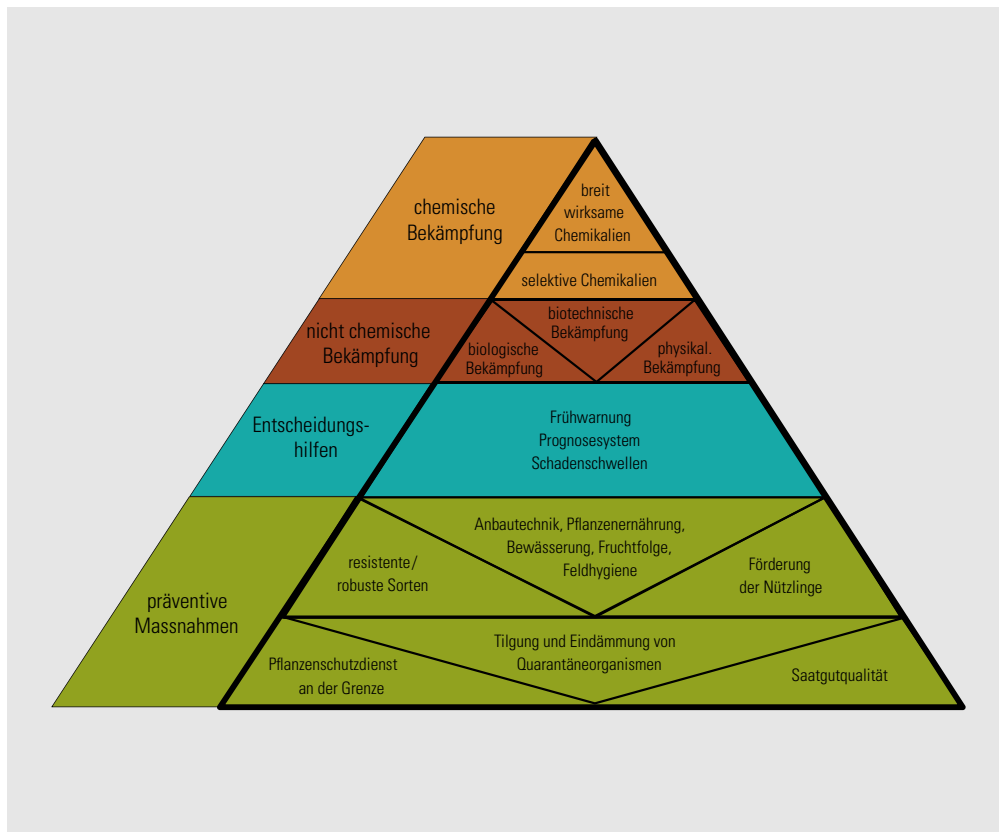 chemische
Bekämpfung
breit
wirksame
Chemikalien
selektive Chemikalien
nicht chemische
Bekämpfung
biotechnische
Bekämpfung
biologische
Bekämpfung
physikal.
Bekämpfung
Entscheidungs-
hilfen
Frühwarnung
Prognosesystem
Schadenschwellen
präventive
Massnahmen
resistente/
robuste Sorten
Anbautechnik, Pflanzenernährung,
Bewässerung, Fruchtfolge,
Feldhygiene
Förderung
der Nützlinge
Pflanzenschutzdienst
an der Grenze
Tilgung und Eindämmung von
Quarantäneorganismen
Saatgutqualität